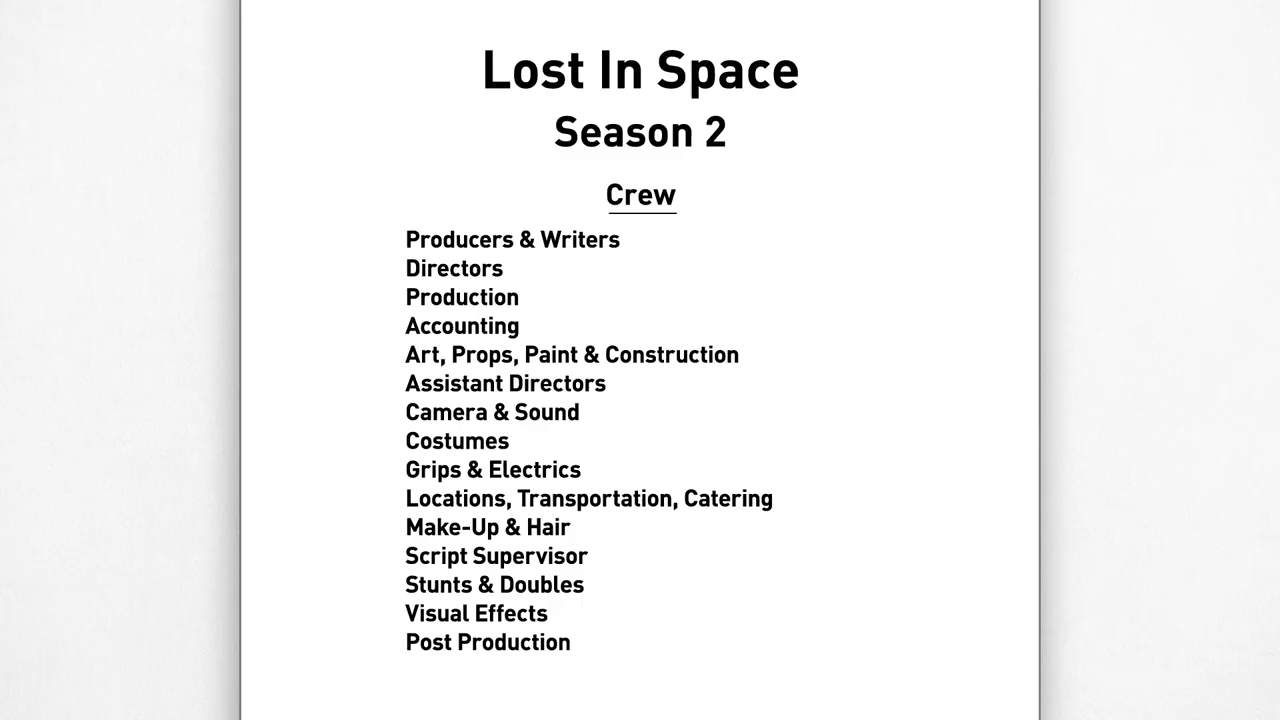 Lost In Space
Season 2
Crew
Producers & Writers
Directors
Production
Accounting
Art, Props, Paint & Construction
Assistant Directors
Camera & Sound
Costumes
Grips & Electrics
Locations, Transportation, Catering
Make-Up & Hair
Script Supervisor
Stunts & Doubles
Visual Effects
Post Production